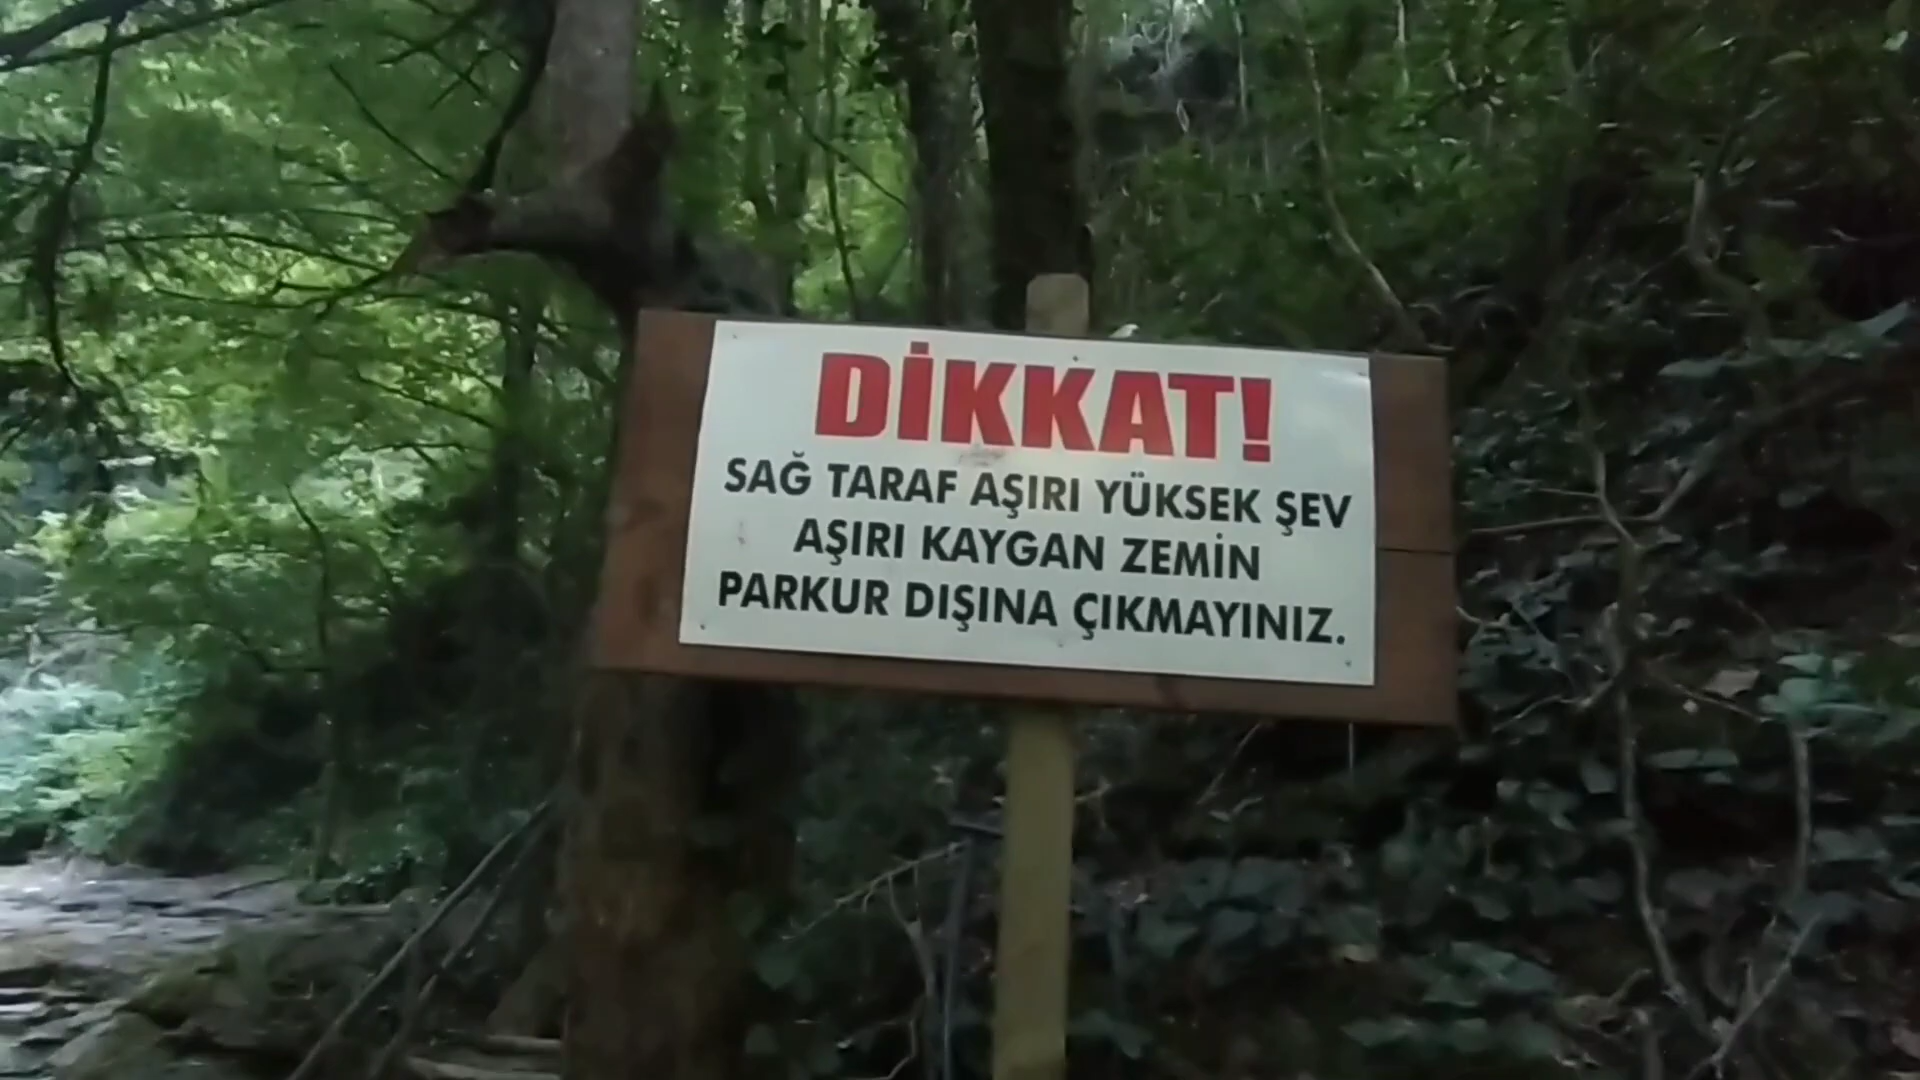 DİKKAT!
SAĞ TARAF AŞIRI YÜKSEK ŞEV
AŞIRI KAYGAN ZEMİN
PARKUR DIŞINA ÇIKMAYINIZ.